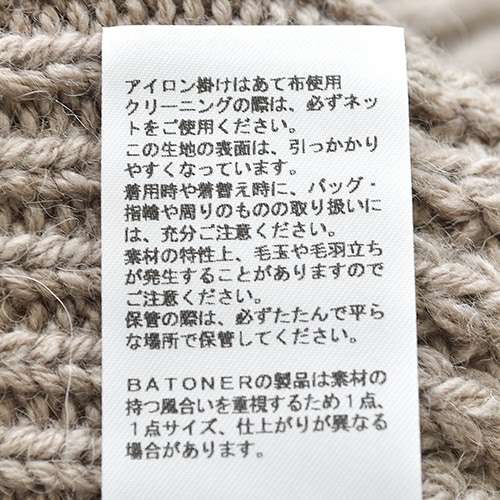 アイロン掛けはあて布使用
クリーニングの際は、必ずネッ
トをご使用ください。
この生地の表面は、引っかかり
やすくなっています。
着用時や着替え時に、バッグ・
指輪や周りのものの取り扱いに
は、充分ご注意ください。
素材の特性上、毛玉や毛羽立ち
が発生することがありますので
ご注意ください。
保管の際は、必ずたたんで平ら
な場所で保管してください。
BATONERの製品は素材の
持つ風合いを重視するため1点、
1点サイズ、仕上がりが異なる
場合があります。